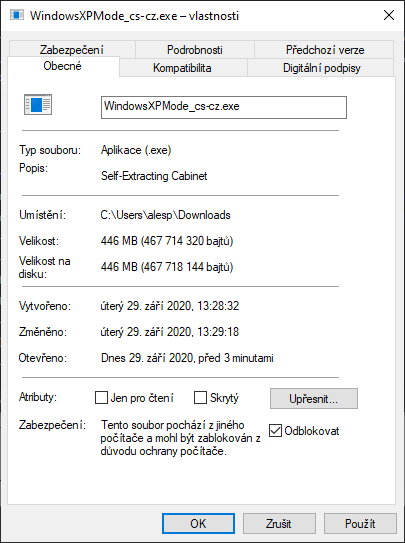 WindowsXPMode_cs-cz.exe – vlastnosti
Zabezpečení Podrobnosti Předchozí verze
Obecné Kompatibilita Digitální podpisy
WindowsXPMode_cs-cz.exe
Typ souboru: Aplikace (.exe)
Popis: Self-Extracting Cabinet
Umístění: C:\Users\alesp\Downloads
Velikost: 446 MB (467 714 320 bajtů)
Velikost na
disku: 446 MB (467 718 144 bajtů)
Vytvořeno: úterý 29. září 2020, 13:28:32
Změněno: úterý 29. září 2020, 13:29:18
Otevřeno: Dnes 29. září 2020, před 3 minutami
Atributy: Jen pro čtení Skrytý Upřesnit...
Zabezpečení: Tento soubor pochází z jiného
počítače a mohl být zablokován z
důvodu ochrany počítače.
Odblokovat
OK Zrušit Použít